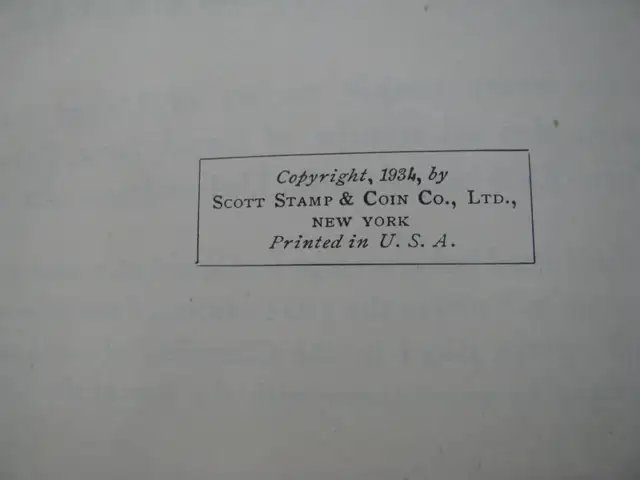 Copyright, 1934, by
SCOTT STAMP & COIN CO., LTD.,
NEW YORK
Printed in U. S. A.